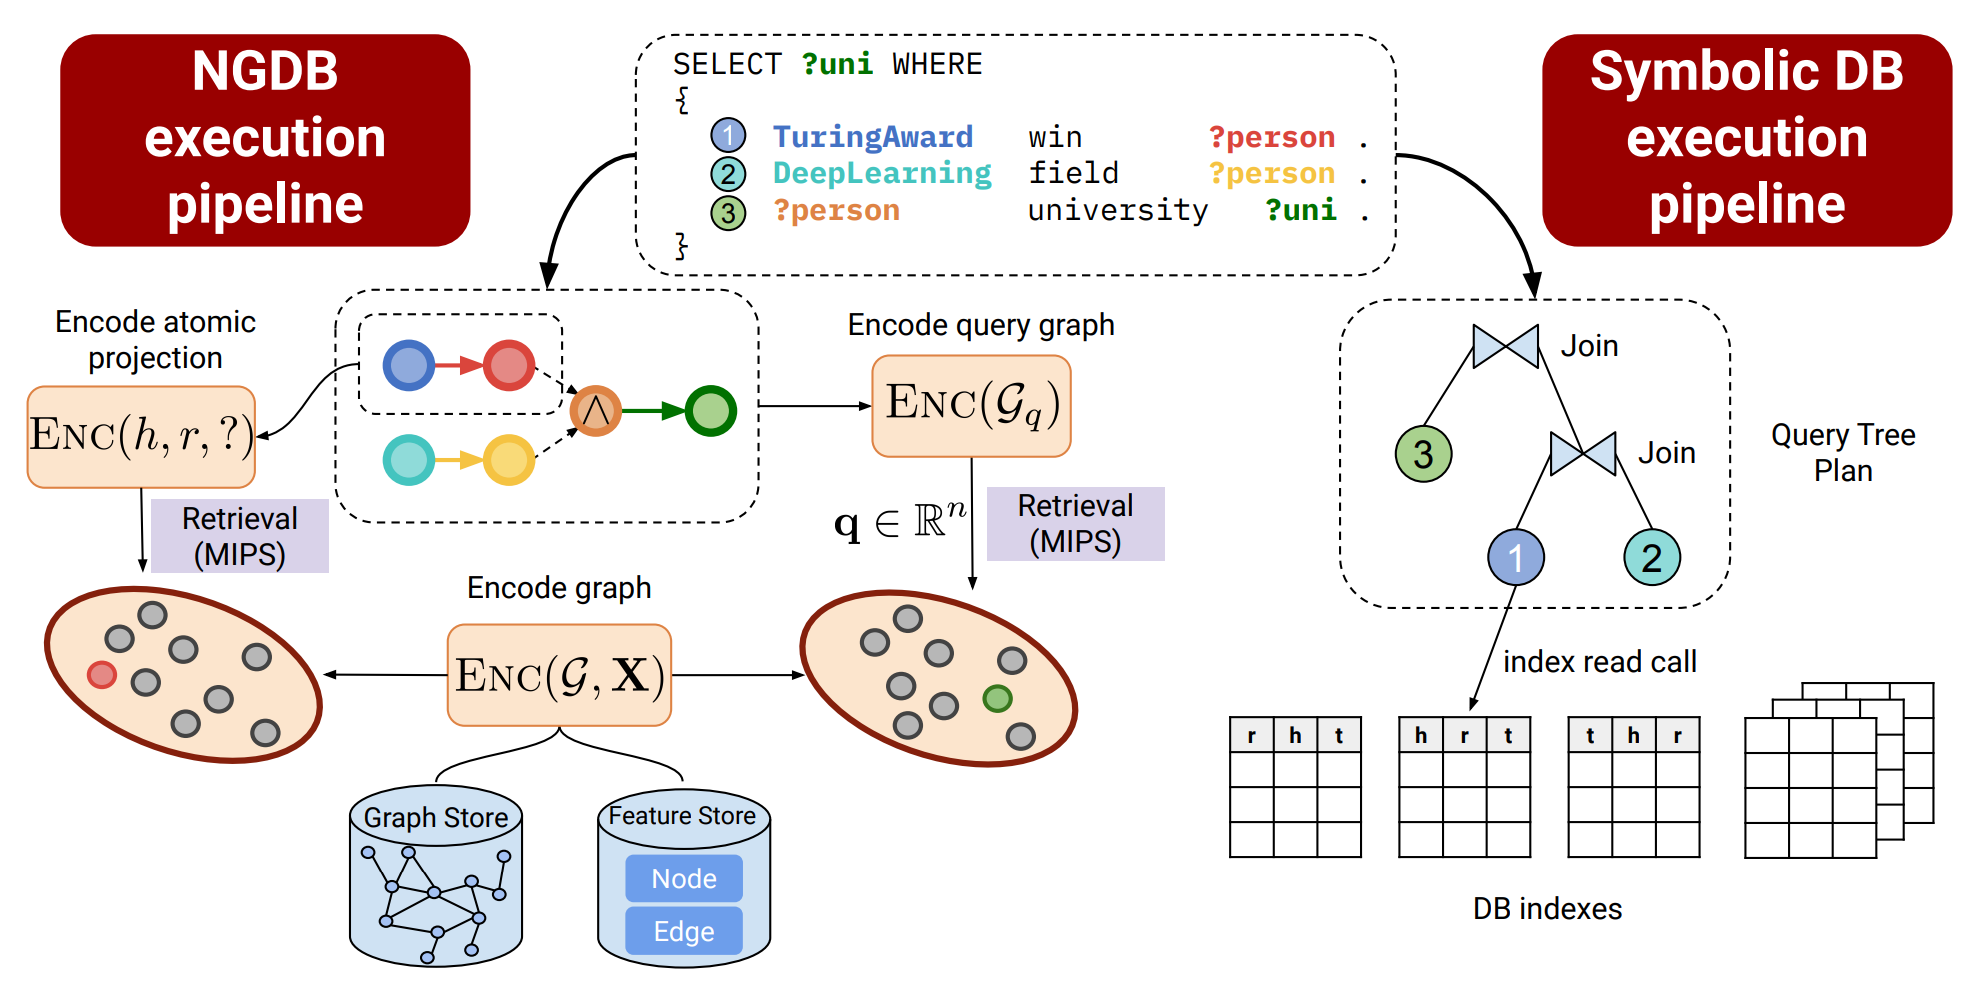 NGDB
execution
pipeline
SELECT ?uni WHERE
{
1 TuringAward win ?person .
2 DeepLearning field ?person .
3 ?person university ?uni .
}
Symbolic DB
execution
pipeline
Encode atomic
projection
ENC(h, r, ?)
Retrieval
(MIPS)
∧
Encode query graph
ENC(𝒢_q)
𝐪 ∈ ℝⁿ
Retrieval
(MIPS)
Encode graph
ENC(𝒢, 𝐗)
Graph Store
Feature Store
Node
Edge
Join
3
Join
1
2
Query Tree
Plan
index read call
r h t
h r t
t h r
DB indexes